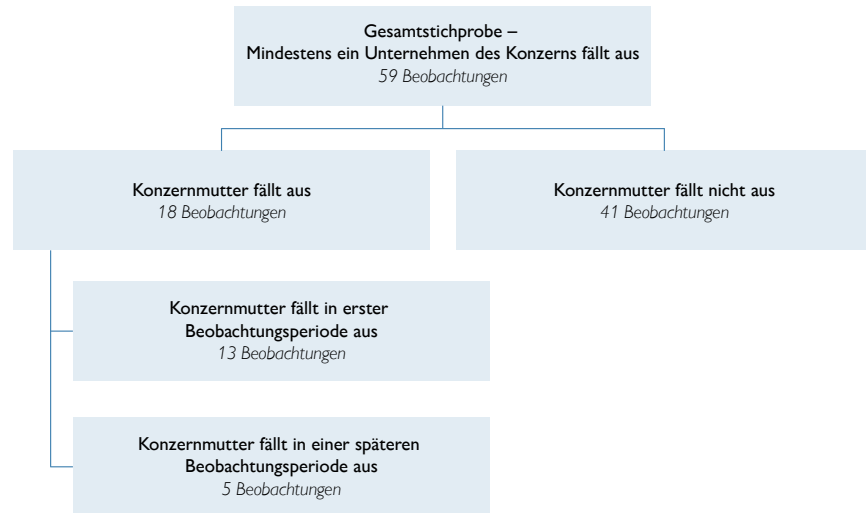 Gesamtstichprobe –
Mindestens ein Unternehmen des Konzerns fällt aus
59 Beobachtungen
Konzernmutter fällt aus
18 Beobachtungen
Konzernmutter fällt nicht aus
41 Beobachtungen
Konzernmutter fällt in erster
Beobachtungsperiode aus
13 Beobachtungen
Konzernmutter fällt in einer späteren
Beobachtungsperiode aus
5 Beobachtungen